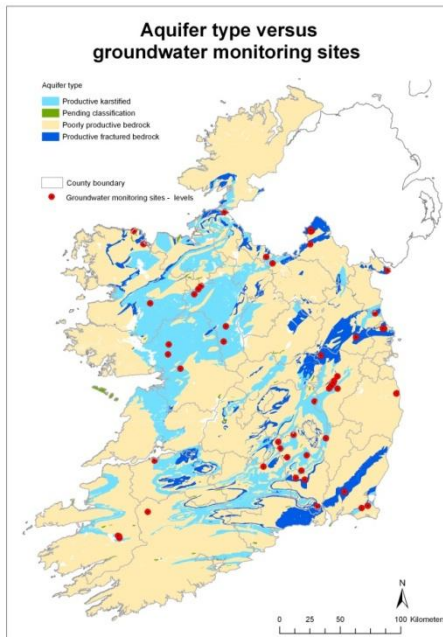 Aquifer type versus
groundwater monitoring sites
Aquifer type
Productive karstified
Pending classification
Poorly productive bedrock
Productive fractured bedrock
County boundary
Groundwater monitoring sites - levels
N
0 25 50 100 Kilometer